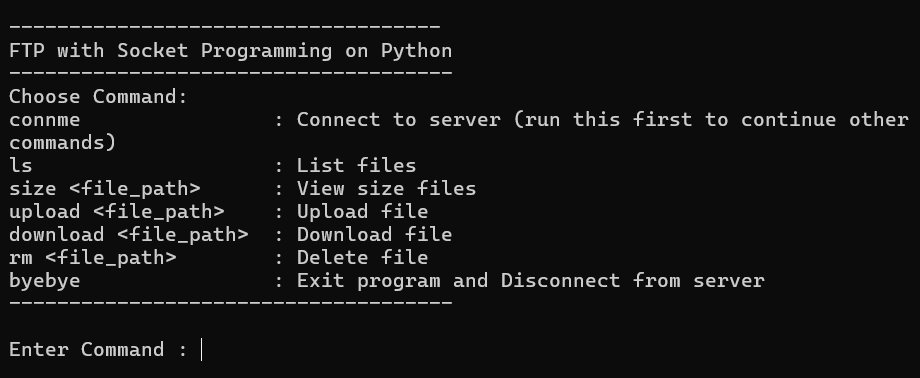 ------------------------------------
FTP with Socket Programming on Python
-------------------------------------
Choose Command:
connme                : Connect to server (run this first to continue other
commands)
ls                    : List files
size <file_path>      : View size files
upload <file_path>    : Upload file
download <file_path>  : Download file
rm <file_path>        : Delete file
byebye                : Exit program and Disconnect from server
-------------------------------------
Enter Command :